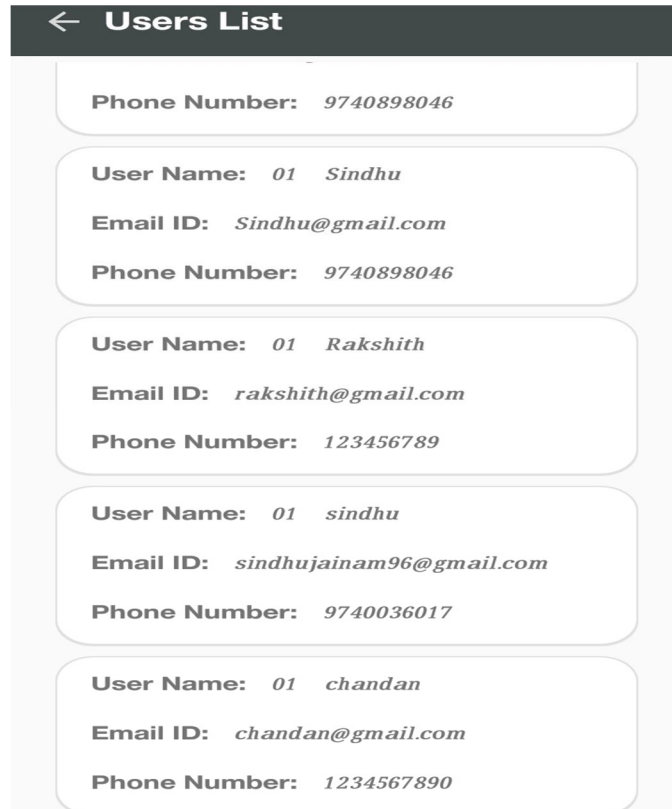 ← Users List
Phone Number: 9740898046
User Name: 01 Sindhu
Email ID: Sindhu@gmail.com
Phone Number: 9740898046
User Name: 01 Rakshith
Email ID: rakshith@gmail.com
Phone Number: 123456789
User Name: 01 sindhu
Email ID: sindhujainam96@gmail.com
Phone Number: 9740036017
User Name: 01 chandan
Email ID: chandan@gmail.com
Phone Number: 1234567890